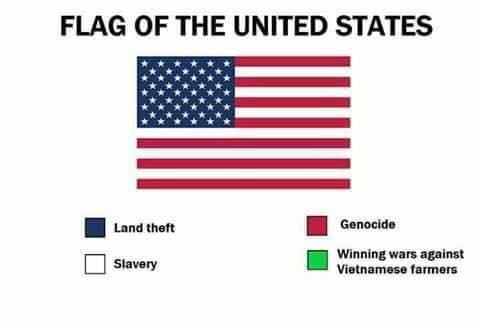 FLAG OF THE UNITED STATES
Land theft
Genocide
Slavery
Winning wars against
Vietnamese farmers